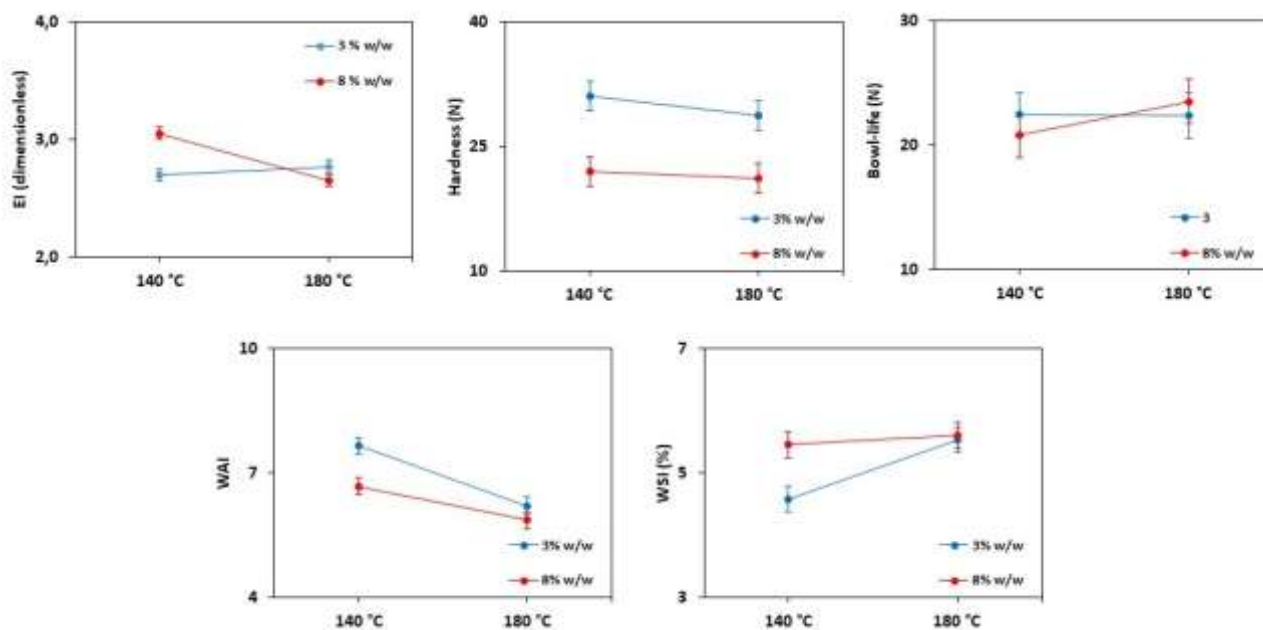 4,0
3,0
2,0
EI (dimensionless)
3 % w/w
8 % w/w
140 °C
180 °C
40
25
10
Hardness (N)
3% w/w
8% w/w
140 °C
180 °C
30
20
10
Bowl-life (N)
3
8% w/w
140 °C
180 °C
10
7
4
WAI
3% w/w
8% w/w
140 °C
180 °C
7
5
3
WSI (%)
3% w/w
8% w/w
140 °C
180 °C